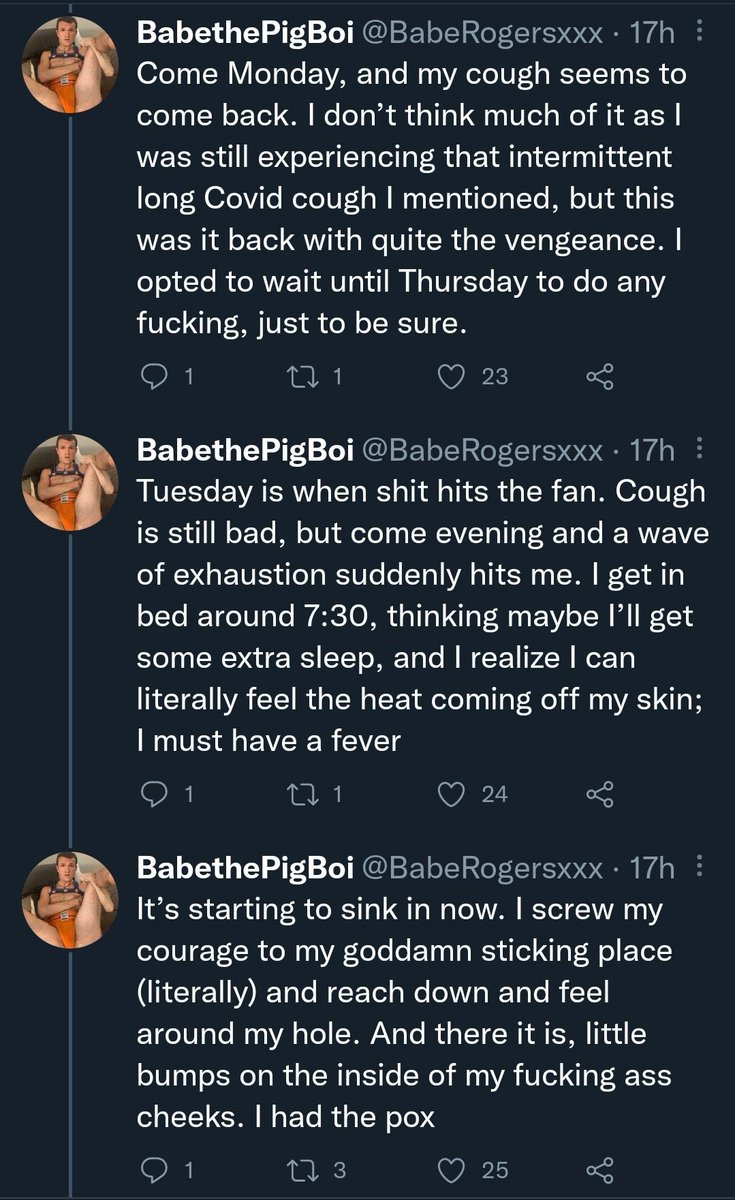 BabethePigBoi @BabeRogersxxx · 17h
Come Monday, and my cough seems to
come back. I don’t think much of it as I
was still experiencing that intermittent
long Covid cough I mentioned, but this
was it back with quite the vengeance. I
opted to wait until Thursday to do any
fucking, just to be sure.
1 1 23
BabethePigBoi @BabeRogersxxx · 17h
Tuesday is when shit hits the fan. Cough
is still bad, but come evening and a wave
of exhaustion suddenly hits me. I get in
bed around 7:30, thinking maybe I’ll get
some extra sleep, and I realize I can
literally feel the heat coming off my skin;
I must have a fever
1 1 24
BabethePigBoi @BabeRogersxxx · 17h
It’s starting to sink in now. I screw my
courage to my goddamn sticking place
(literally) and reach down and feel
around my hole. And there it is, little
bumps on the inside of my fucking ass
cheeks. I had the pox
1 3 25